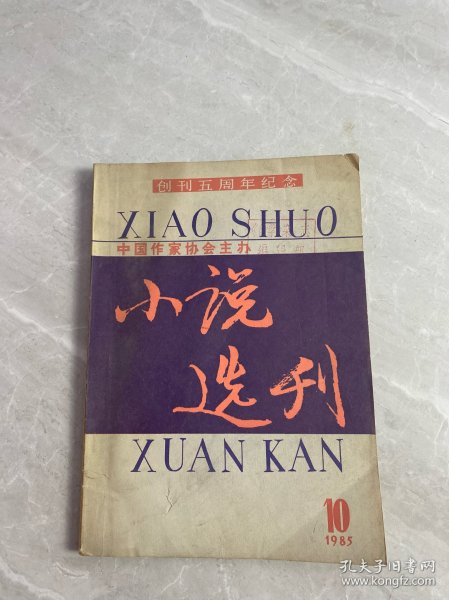 创刊五周年纪念
XIAO SHUO
中国作家协会主办
小说
选刊
XUAN KAN
10
1985
孔夫子旧书网
www.kongfz.com